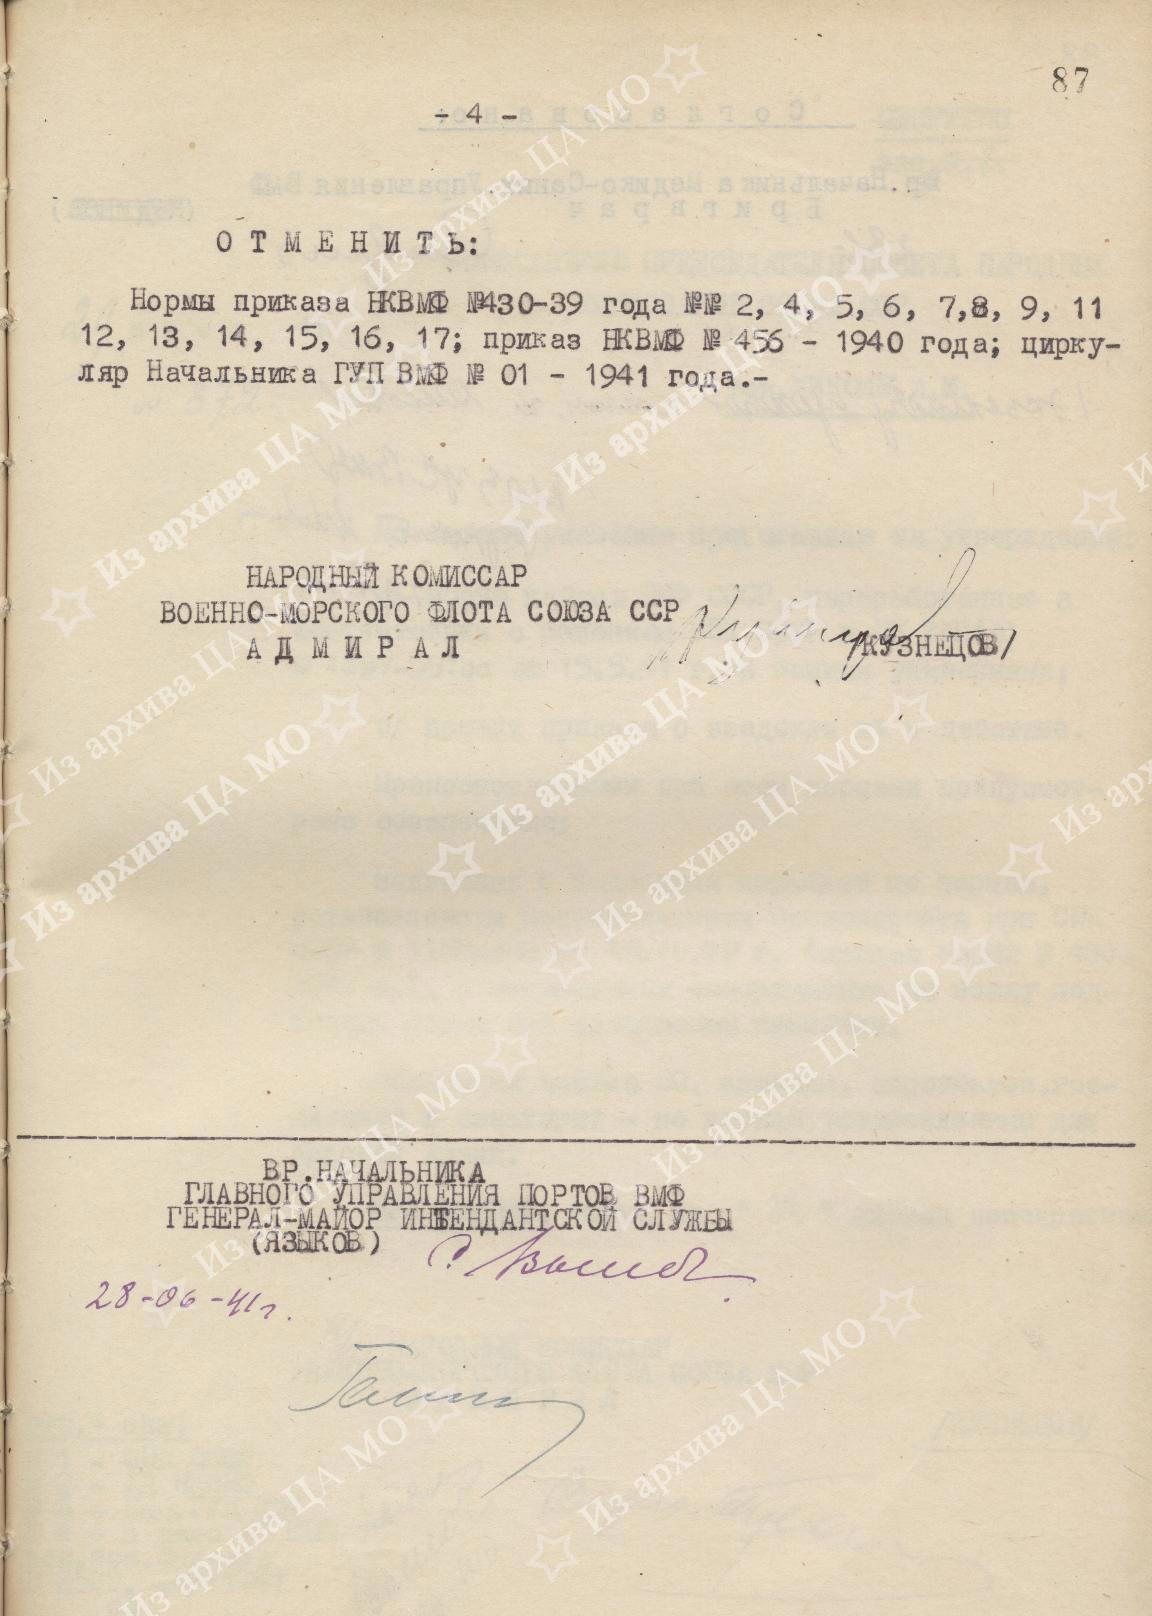 87
- 4 -
О Т М Е Н И Т Ь:
Нормы приказа НКВМФ №430-39 года №№ 2, 4, 5, 6, 7,8, 9, 11
12, 13, 14, 15, 16, 17; приказ НКВМФ № 456 - 1940 года; цирку-
ляр Начальника ГУП ВМФ № 01 - 1941 года.-
НАРОДНЫЙ КОМИССАР
ВОЕННО-МОРСКОГО ФЛОТА СОЮЗА ССР
А Д М И Р А Л /КУЗНЕЦОВ/
ВР.НАЧАЛЬНИКА
ГЛАВНОГО УПРАВЛЕНИЯ ПОРТОВ ВМФ
ГЕНЕРАЛ-МАЙОР ИНТЕНДАНТСКОЙ СЛУЖБЫ
(ЯЗЫКОВ)
28-06-41г.
Из архива ЦА МО